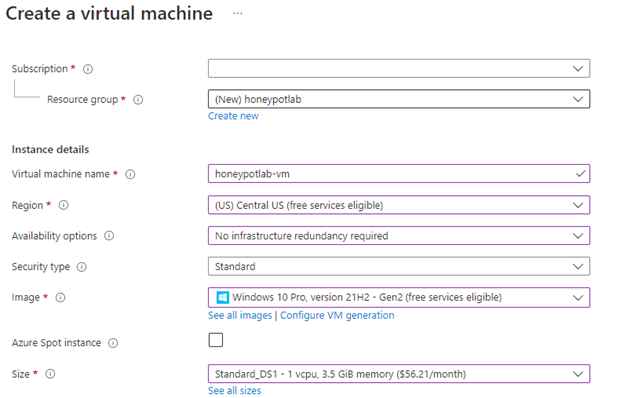 Create a virtual machine ...
Subscription *
Resource group * (New) honeypotlab
Create new
Instance details
Virtual machine name * honeypotlab-vm
Region * (US) Central US (free services eligible)
Availability options No infrastructure redundancy required
Security type Standard
Image * Windows 10 Pro, version 21H2 - Gen2 (free services eligible)
See all images | Configure VM generation
Azure Spot instance
Size * Standard_DS1 - 1 vcpu, 3.5 GiB memory ($56.21/month)
See all sizes